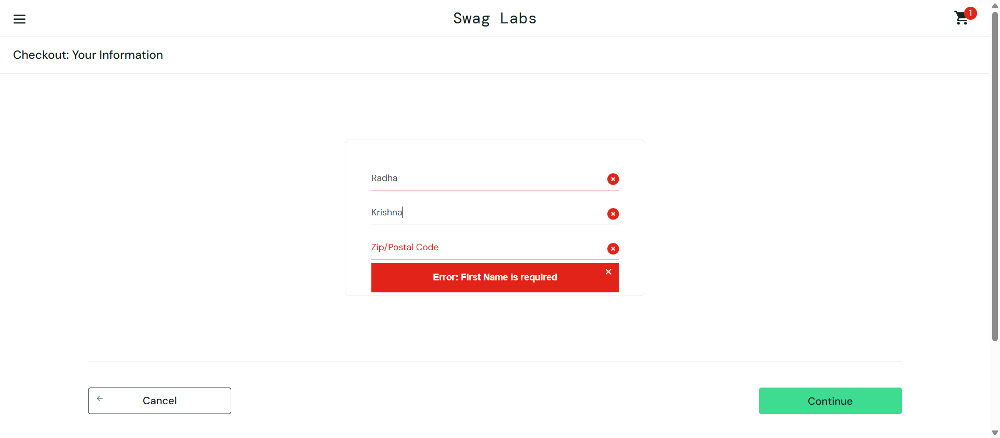 Swag Labs
1
Checkout: Your Information
Radha
Krishna
Zip/Postal Code
Error: First Name is required
Cancel
Continue